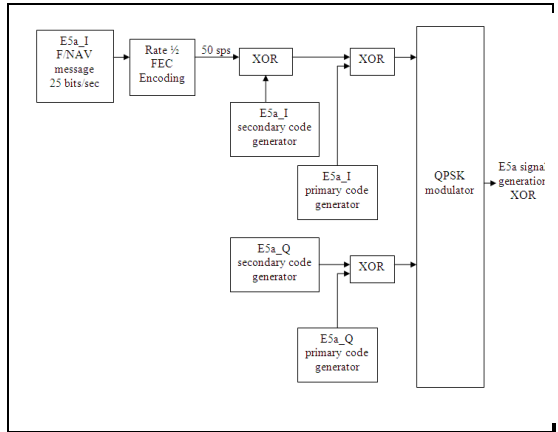 E5a_I
F/NAV
message
25 bits/sec
Rate ½
FEC
Encoding
50 sps
XOR
XOR
E5a_I
secondary code
generator
E5a_I
primary code
generator
QPSK
modulator
E5a signal
generation
XOR
E5a_Q
secondary code
generator
XOR
E5a_Q
primary code
generator